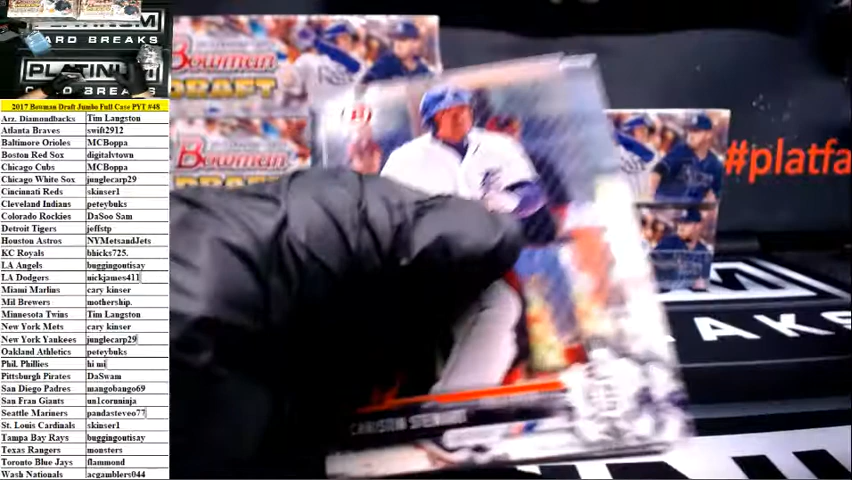 PLATINUM
CARD BREAKS
PLATINUM
CARD BREAKS
2017 Bowman Draft Jumbo Full Case PYT #48
Arz. Diamondbacks Tim Langston
Atlanta Braves swift2912
Baltimore Orioles MCBoppa
Boston Red Sox digitalvtown
Chicago Cubs MCBoppa
Chicago White Sox junglecarp29
Cincinnati Reds skinser1
Cleveland Indians peteybuks
Colorado Rockies DaSoo Sam
Detroit Tigers jeffstp
Houston Astros NYMetsandJets
KC Royals bhicks725.
LA Angels buggingoutisay
LA Dodgers nickjames411
Miami Marlins cary kinser
Mil Brewers mothership.
Minnesota Twins Tim Langston
New York Mets cary kinser
New York Yankees junglecarp29
Oakland Athletics peteybuks
Phil. Phillies hi mi
Pittsburgh Pirates DaSwam
San Diego Padres mangobango69
San Fran Giants un1cornninja
Seattle Mariners pandasteveo77
St. Louis Cardinals skinser1
Tampa Bay Rays buggingoutisay
Texas Rangers monsters
Toronto Blue Jays flammond
Wash Nationals acgamblers044
Bowman
DRAFT
Bowman
#platfa